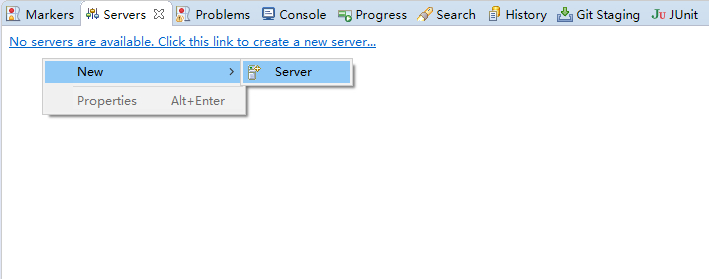 Markers Servers Problems Console Progress Search History Git Staging JUnit
No servers are available. Click this link to create a new server...
New Server
Properties Alt+Enter